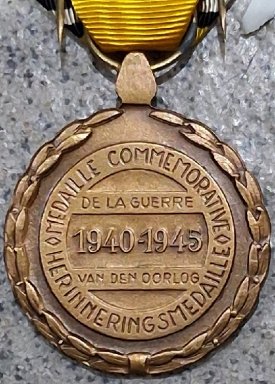 MEDAILLE COMMEMORATIVE
DE LA GUERRE
1940-1945
VAN DEN OORLOG
HERINNERINGSMEDAILLE